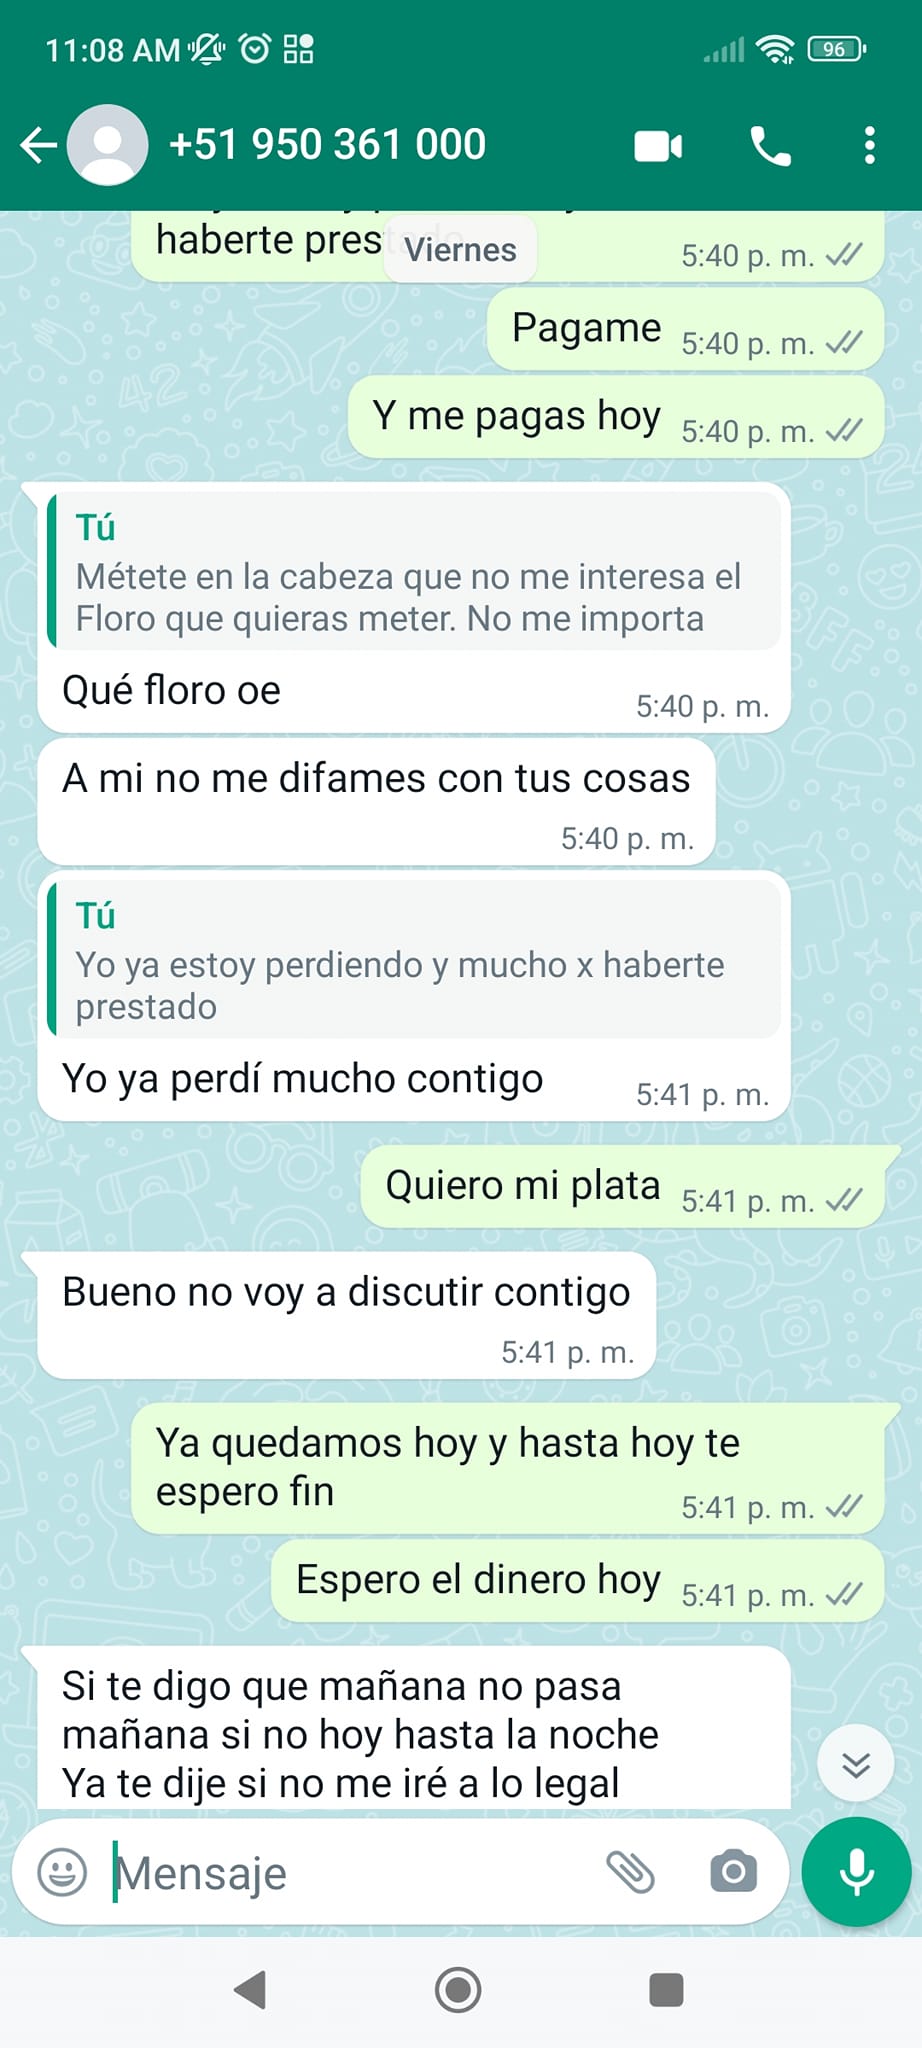 11:08 AM
96
+51 950 361 000
haberte pres
Viernes
5:40 p. m.
Pagame
5:40 p. m.
Y me pagas hoy
5:40 p. m.
Tú
Métete en la cabeza que no me interesa el
Floro que quieras meter. No me importa
Qué floro oe
5:40 p. m.
A mi no me difames con tus cosas
5:40 p. m.
Tú
Yo ya estoy perdiendo y mucho x haberte
prestado
Yo ya perdí mucho contigo
5:41 p. m.
Quiero mi plata
5:41 p. m.
Bueno no voy a discutir contigo
5:41 p. m.
Ya quedamos hoy y hasta hoy te
espero fin
5:41 p. m.
Espero el dinero hoy
5:41 p. m.
Si te digo que mañana no pasa
mañana si no hoy hasta la noche
Ya te dije si no me iré a lo legal
Mensaje